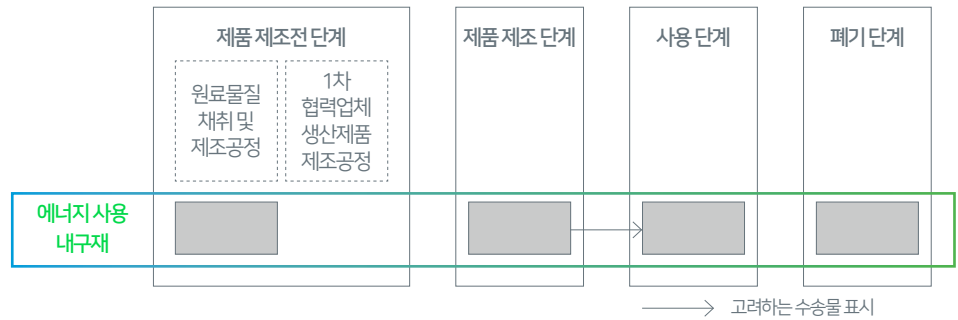 제품 제조전 단계
제품 제조 단계
사용 단계
폐기 단계
원료물질
채취 및
제조공정
1차
협력업체
생산제품
제조공정
에너지 사용
내구재
고려하는 수송물 표시